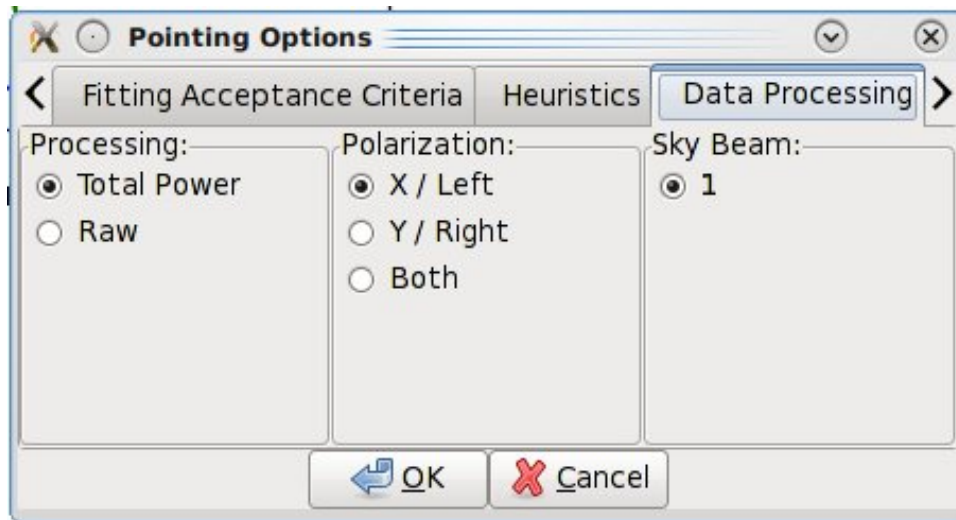 Pointing Options
Fitting Acceptance Criteria
Heuristics
Data Processing
Processing:
Total Power
Raw
Polarization:
X / Left
Y / Right
Both
Sky Beam:
1
OK
Cancel